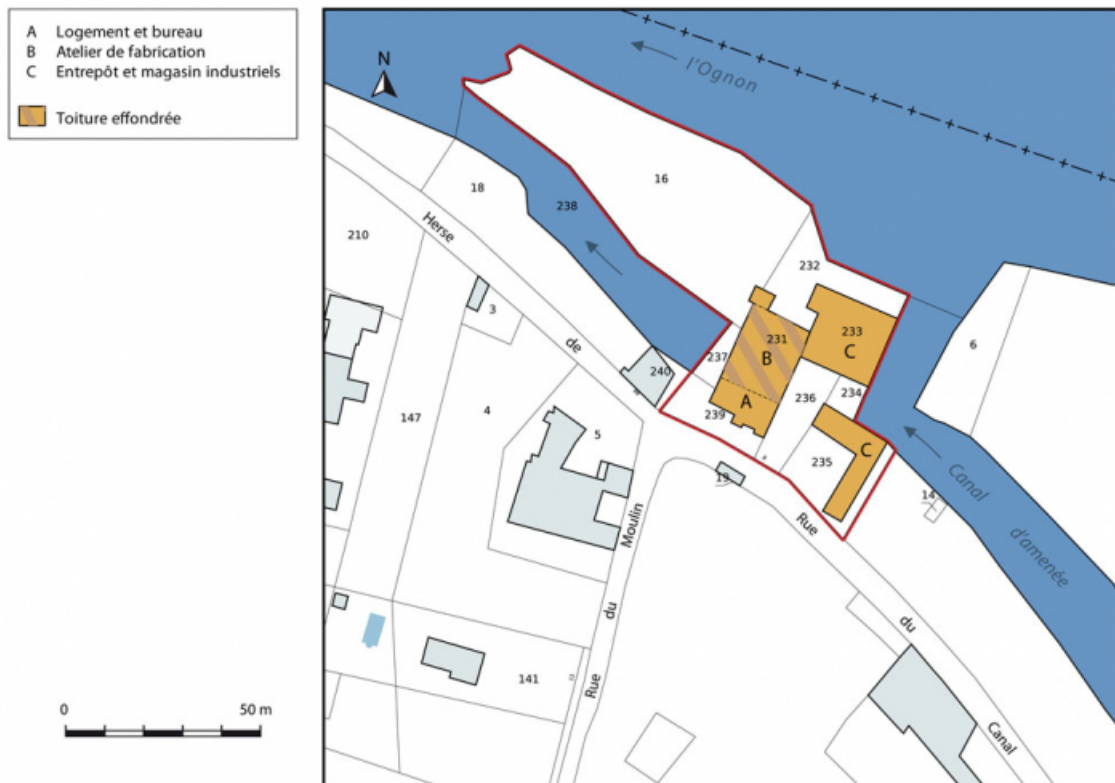 A Logement et bureau
B Atelier de fabrication
C Entrepôt et magasin industriels
Toiture effondrée
N
l'Ognon
16
18
238
210
Herse
232
3
de
237
231
233
B
C
6
240
147
4
A
236
234
239
5
C
235
19
14
Canal
Rue
Moulin
d'amenée
du
du
141
Rue
Canal
0 50 m